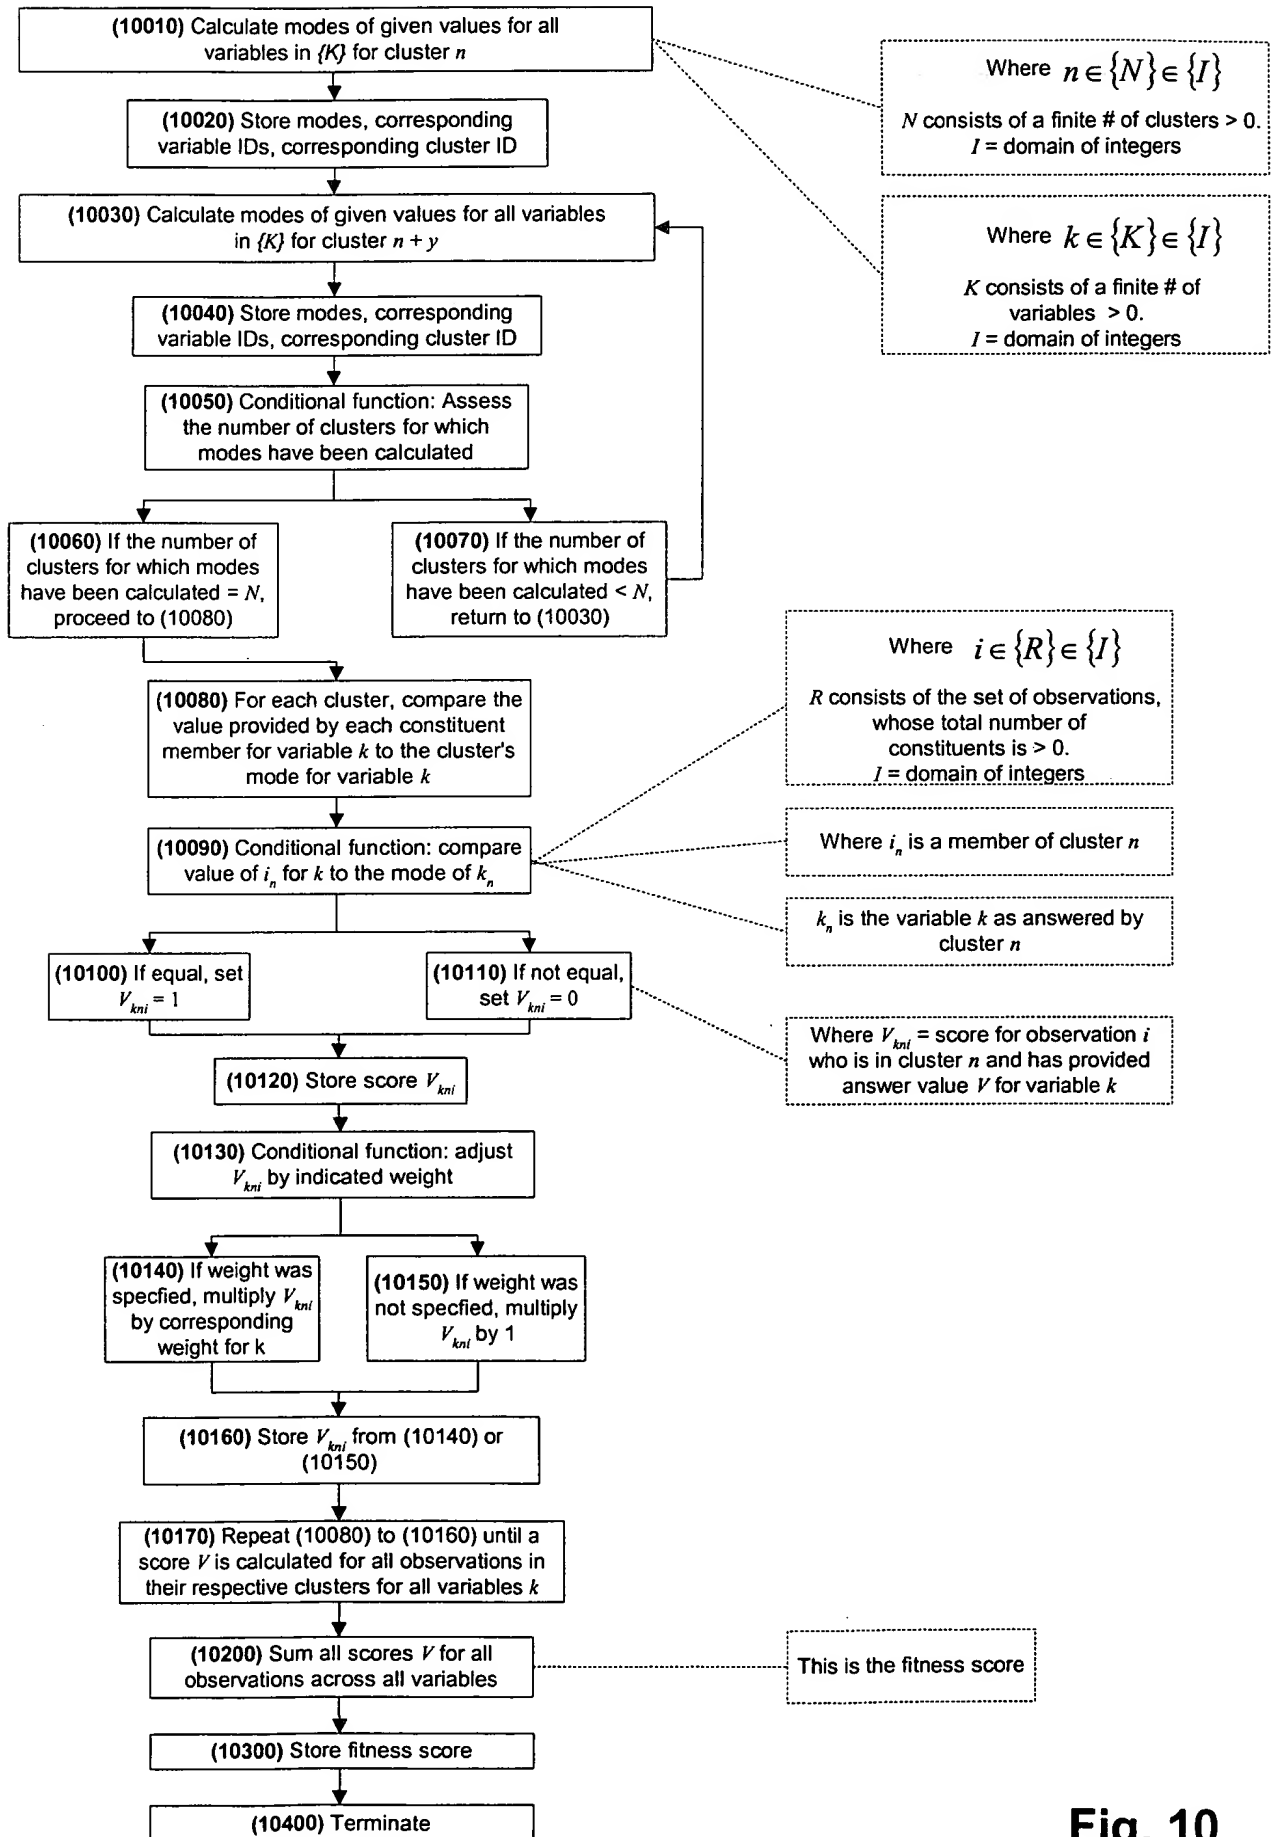 (10010) Calculate modes of given values for all
variables in {K} for cluster n
Where n ∈ {N} ∈ {I}
N consists of a finite # of clusters > 0.
I = domain of integers
(10020) Store modes, corresponding
variable IDs, corresponding cluster ID
(10030) Calculate modes of given values for all variables
in {K} for cluster n + y
Where k ∈ {K} ∈ {I}
K consists of a finite # of
variables > 0.
I = domain of integers
(10040) Store modes, corresponding
variable IDs, corresponding cluster ID
(10050) Conditional function: Assess
the number of clusters for which
modes have been calculated
(10060) If the number of
clusters for which modes
have been calculated = N,
proceed to (10080)
(10070) If the number of
clusters for which modes
have been calculated < N,
return to (10030)
(10080) For each cluster, compare the
value provided by each constituent
member for variable k to the cluster's
mode for variable k
Where i ∈ {R} ∈ {I}
R consists of the set of observations,
whose total number of
constituents is > 0.
I = domain of integers
(10090) Conditional function: compare
value of i_n for k to the mode of k_n
Where i_n is a member of cluster n
k_n is the variable k as answered by
cluster n
(10100) If equal, set
V_kni = 1
(10110) If not equal,
set V_kni = 0
Where V_kni = score for observation i
who is in cluster n and has provided
answer value V for variable k
(10120) Store score V_kni
(10130) Conditional function: adjust
V_kni by indicated weight
(10140) If weight was
specfied, multiply V_kni
by corresponding
weight for k
(10150) If weight was
not specfied, multiply
V_kni by 1
(10160) Store V_kni from (10140) or
(10150)
(10170) Repeat (10080) to (10160) until a
score V is calculated for all observations in
their respective clusters for all variables k
(10200) Sum all scores V for all
observations across all variables
This is the fitness score
(10300) Store fitness score
(10400) Terminate
Fig. 10